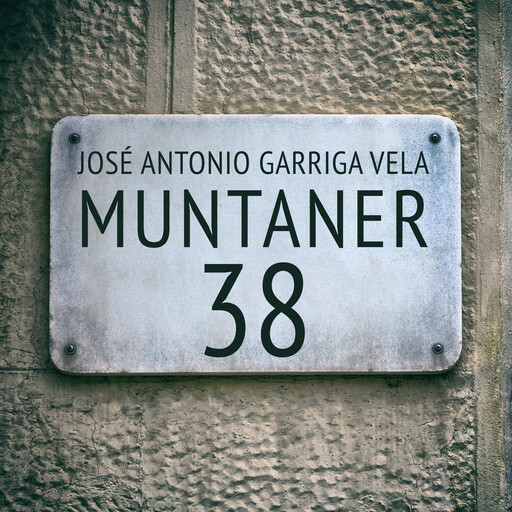 JOSÉ ANTONIO GARRIGA VELA
MUNTANER
38